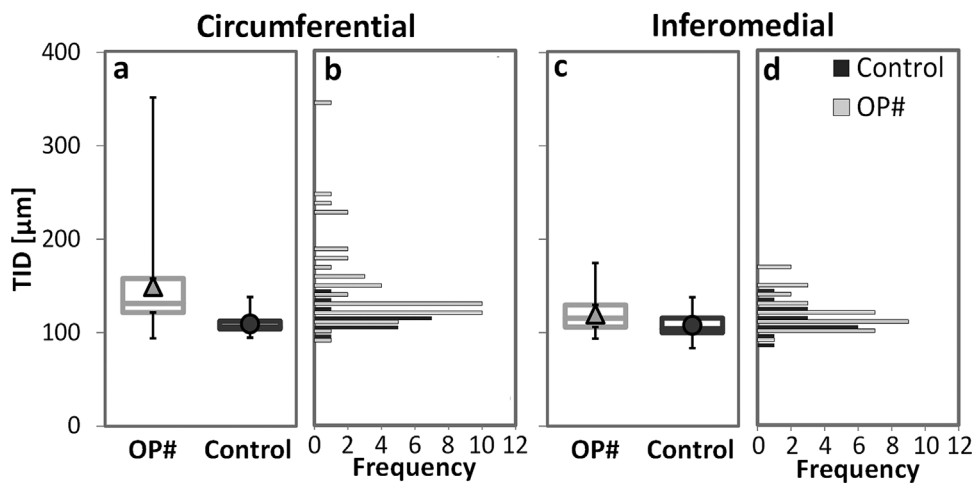 Circumferential Inferomedial
400 a b c d Control
OP#
300
TID [μm]
200
100
0
OP# Control 0 2 4 6 8 10 12 OP# Control 0 2 4 6 8 10 12
Frequency Frequency